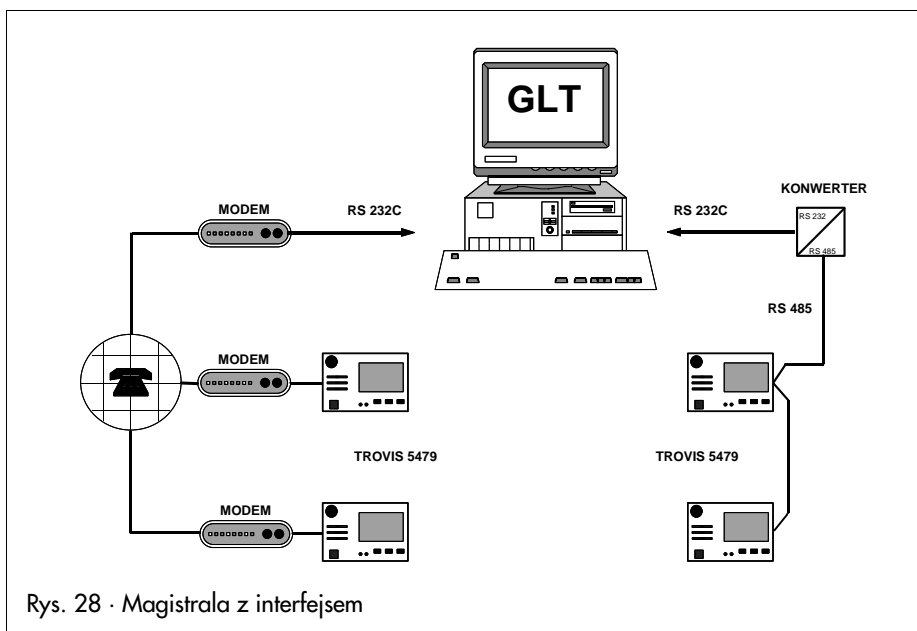 GLT
KONWERTER
MODEM
RS 232C
RS 232C
RS 232
RS 485
RS 485
MODEM
TROVIS 5479
TROVIS 5479
MODEM
Rys. 28 · Magistrala z interfejsem